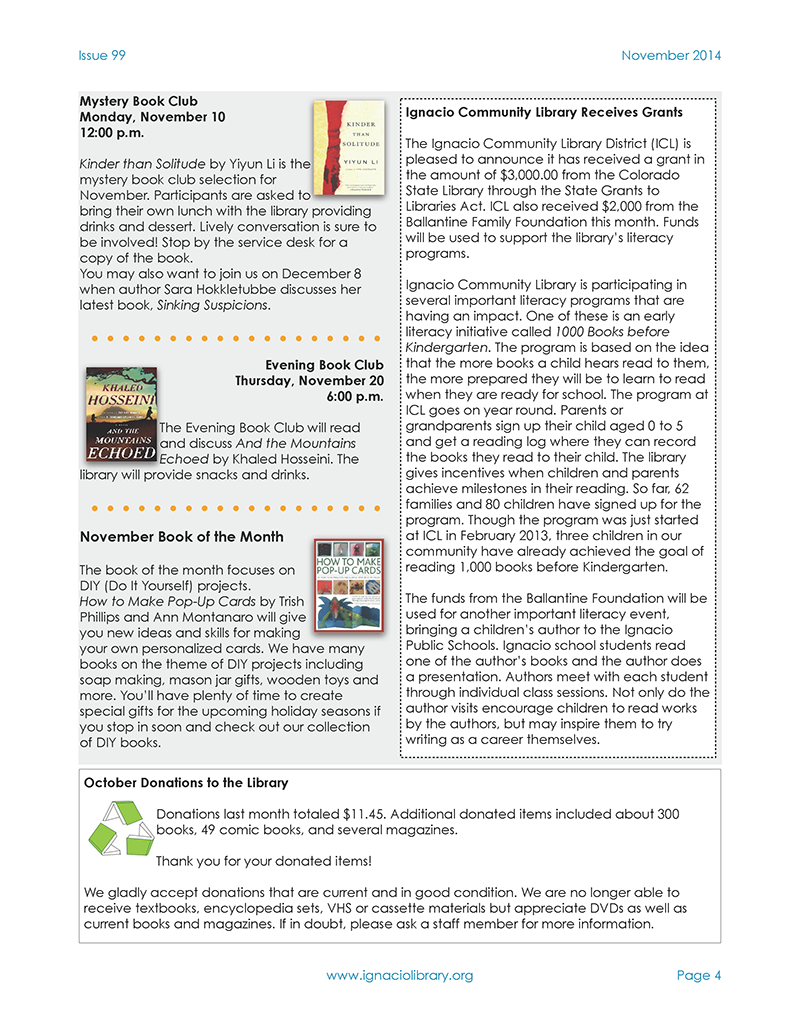 Issue 99
November 2014
Mystery Book Club
Monday, November 10
12:00 p.m.
Kinder than Solitude by Yiyun Li is the
mystery book club selection for
November. Participants are asked to
bring their own lunch with the library providing
drinks and dessert. Lively conversation is sure to
be involved! Stop by the service desk for a
copy of the book.
You may also want to join us on December 8
when author Sara Hokkletubbe discusses her
latest book, Sinking Suspicions.
KINDER
THAN
SOLITUDE
YIYUN LI
Evening Book Club
Thursday, November 20
6:00 p.m.
The Evening Book Club will read
and discuss And the Mountains
Echoed by Khaled Hosseini. The
library will provide snacks and drinks.
KHALED
HOSSEINI
AND THE
MOUNTAINS
ECHOED
November Book of the Month
The book of the month focuses on
DIY (Do It Yourself) projects.
How to Make Pop-Up Cards by Trish
Phillips and Ann Montanaro will give
you new ideas and skills for making
your own personalized cards. We have many
books on the theme of DIY projects including
soap making, mason jar gifts, wooden toys and
more. You'll have plenty of time to create
special gifts for the upcoming holiday seasons if
you stop in soon and check out our collection
of DIY books.
HOW TO MAKE
POP-UP CARDS
Ignacio Community Library Receives Grants
The Ignacio Community Library District (ICL) is
pleased to announce it has received a grant in
the amount of $3,000.00 from the Colorado
State Library through the State Grants to
Libraries Act. ICL also received $2,000 from the
Ballantine Family Foundation this month. Funds
will be used to support the library's literacy
programs.
Ignacio Community Library is participating in
several important literacy programs that are
having an impact. One of these is an early
literacy initiative called 1000 Books before
Kindergarten. The program is based on the idea
that the more books a child hears read to them,
the more prepared they will be to learn to read
when they are ready for school. The program at
ICL goes on year round. Parents or
grandparents sign up their child aged 0 to 5
and get a reading log where they can record
the books they read to their child. The library
gives incentives when children and parents
achieve milestones in their reading. So far, 62
families and 80 children have signed up for the
program. Though the program was just started
at ICL in February 2013, three children in our
community have already achieved the goal of
reading 1,000 books before Kindergarten.
The funds from the Ballantine Foundation will be
used for another important literacy event,
bringing a children's author to the Ignacio
Public Schools. Ignacio school students read
one of the author's books and the author does
a presentation. Authors meet with each student
through individual class sessions. Not only do the
author visits encourage children to read works
by the authors, but may inspire them to try
writing as a career themselves.
October Donations to the Library
Donations last month totaled $11.45. Additional donated items included about 300
books, 49 comic books, and several magazines.
Thank you for your donated items!
We gladly accept donations that are current and in good condition. We are no longer able to
receive textbooks, encyclopedia sets, VHS or cassette materials but appreciate DVDs as well as
current books and magazines. If in doubt, please ask a staff member for more information.
www.ignaciolibrary.org
Page 4